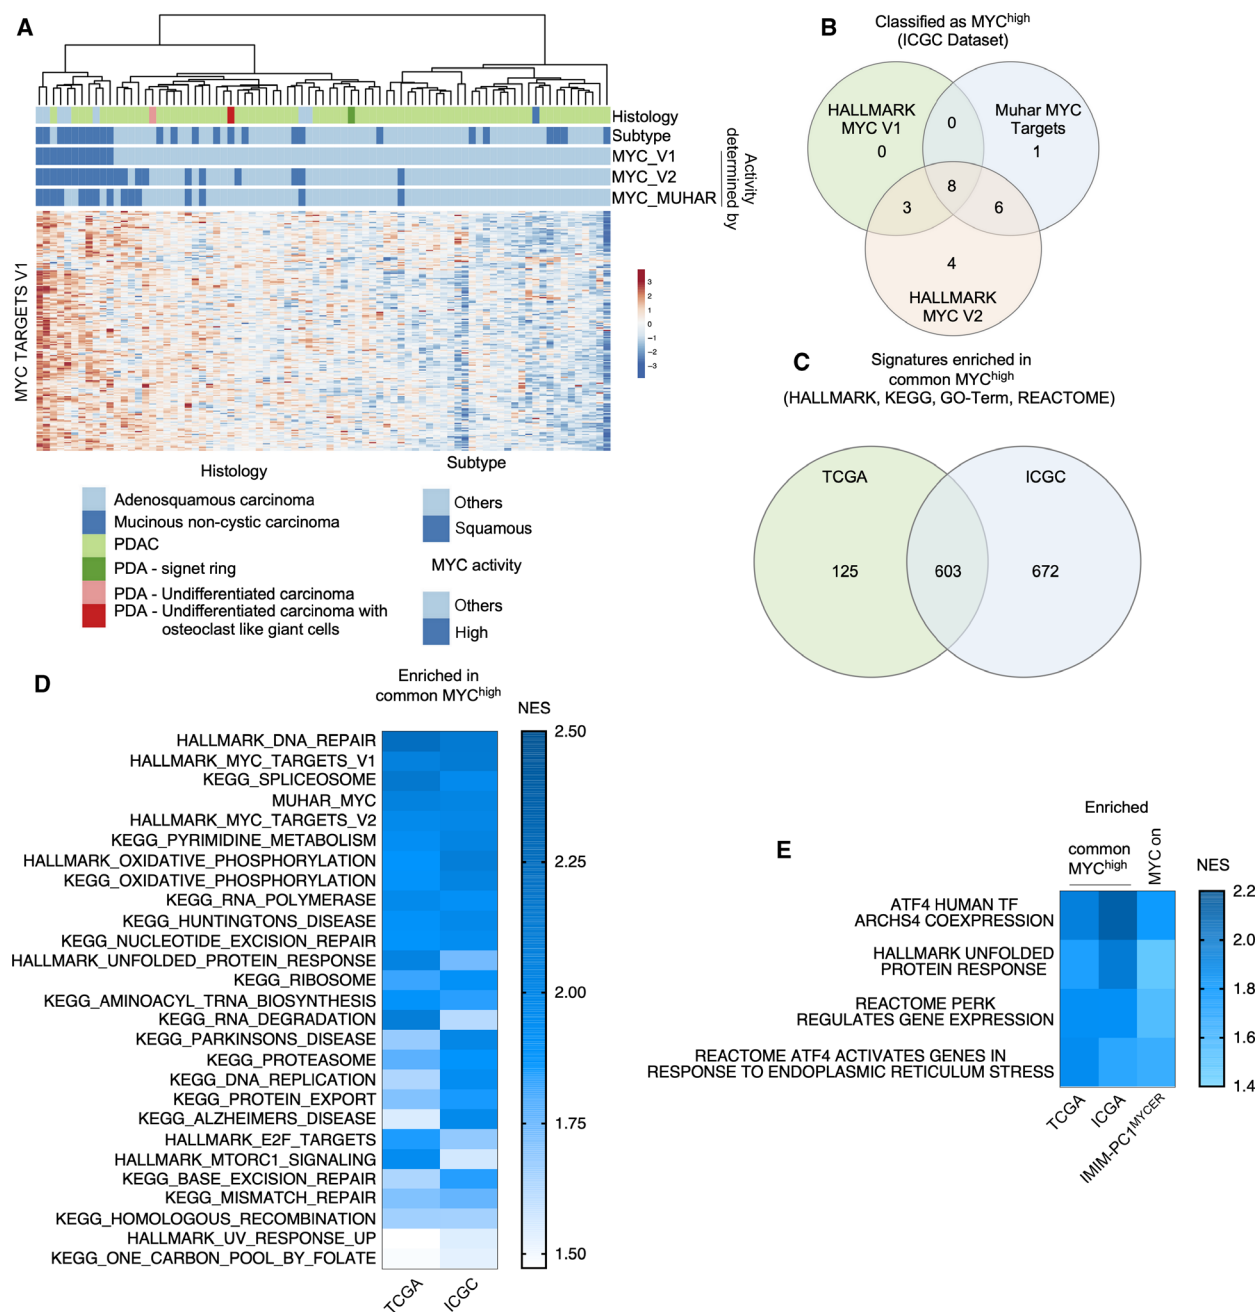 A
Histology
Subtype
MYC_V1
MYC_V2
MYC_MUHAR
Activity
determined by
MYC TARGETS V1
3
2
1
0
−1
−2
−3
Histology
Adenosquamous carcinoma
Mucinous non-cystic carcinoma
PDAC
PDA - signet ring
PDA - Undifferentiated carcinoma
PDA - Undifferentiated carcinoma with
osteoclast like giant cells
Subtype
Others
Squamous
MYC activity
Others
High
B
Classified as MYChigh
(ICGC Dataset)
HALLMARK
MYC V1
0
0
Muhar MYC
Targets
1
8
3
6
4
HALLMARK
MYC V2
C
Signatures enriched in
common MYChigh
(HALLMARK, KEGG, GO-Term, REACTOME)
TCGA
ICGC
125
603
672
D
Enriched in
common MYChigh
NES
HALLMARK_DNA_REPAIR
HALLMARK_MYC_TARGETS_V1
KEGG_SPLICEOSOME
MUHAR_MYC
HALLMARK_MYC_TARGETS_V2
KEGG_PYRIMIDINE_METABOLISM
HALLMARK_OXIDATIVE_PHOSPHORYLATION
KEGG_OXIDATIVE_PHOSPHORYLATION
KEGG_RNA_POLYMERASE
KEGG_HUNTINGTONS_DISEASE
KEGG_NUCLEOTIDE_EXCISION_REPAIR
HALLMARK_UNFOLDED_PROTEIN_RESPONSE
KEGG_RIBOSOME
KEGG_AMINOACYL_TRNA_BIOSYNTHESIS
KEGG_RNA_DEGRADATION
KEGG_PARKINSONS_DISEASE
KEGG_PROTEASOME
KEGG_DNA_REPLICATION
KEGG_PROTEIN_EXPORT
KEGG_ALZHEIMERS_DISEASE
HALLMARK_E2F_TARGETS
HALLMARK_MTORC1_SIGNALING
KEGG_BASE_EXCISION_REPAIR
KEGG_MISMATCH_REPAIR
KEGG_HOMOLOGOUS_RECOMBINATION
HALLMARK_UV_RESPONSE_UP
KEGG_ONE_CARBON_POOL_BY_FOLATE
TCGA
ICGC
2.50
2.25
2.00
1.75
1.50
E
Enriched
common
MYChigh
MYC on
NES
ATF4 HUMAN TF
ARCHS4 COEXPRESSION
HALLMARK UNFOLDED
PROTEIN RESPONSE
REACTOME PERK
REGULATES GENE EXPRESSION
REACTOME ATF4 ACTIVATES GENES IN
RESPONSE TO ENDOPLASMIC RETICULUM STRESS
TCGA
ICGA
IMIM-PC1MYCER
2.2
2.0
1.8
1.6
1.4